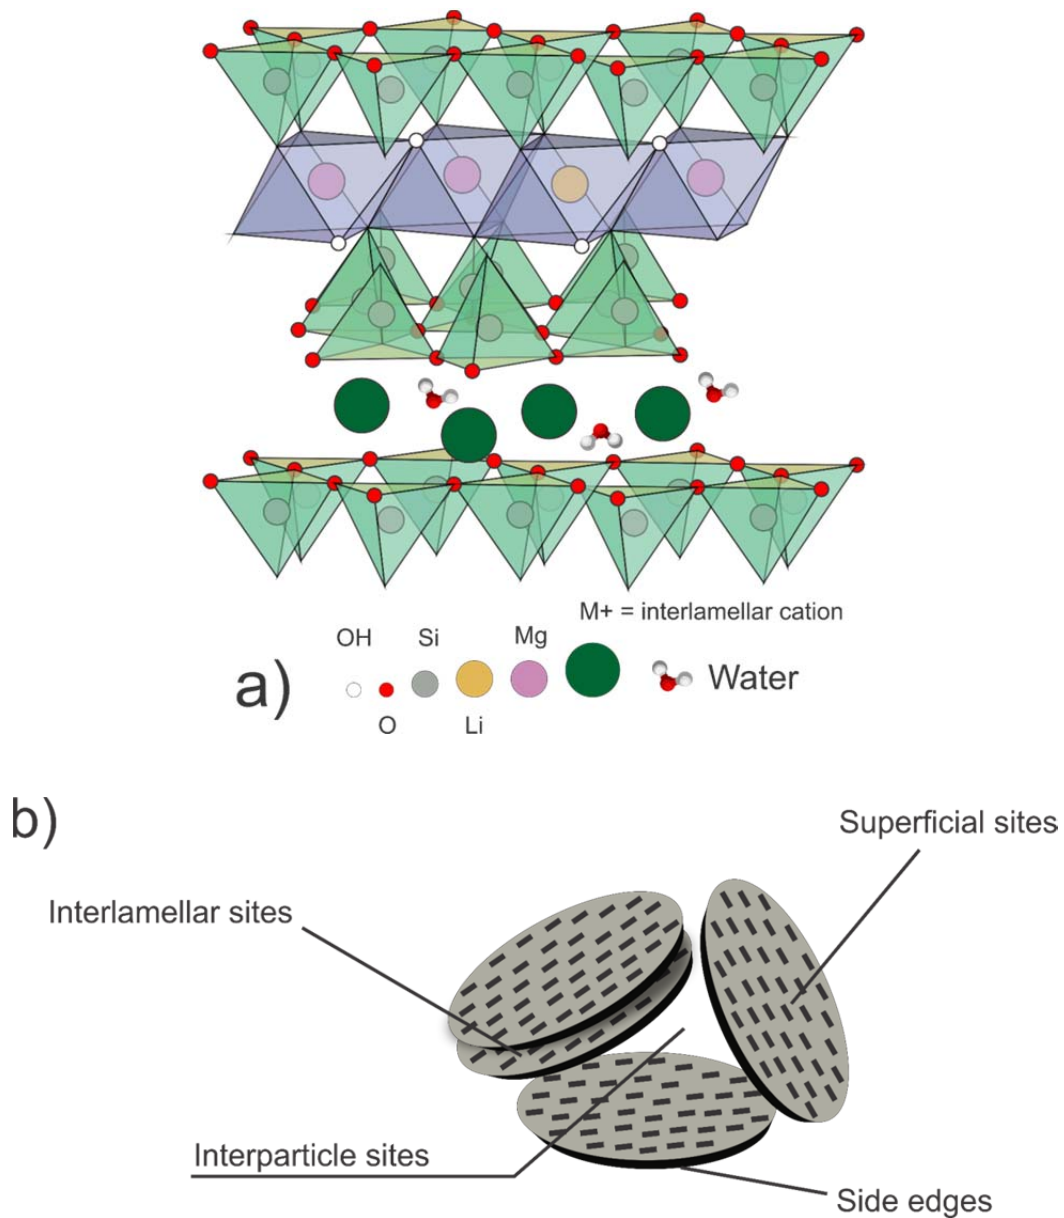 M+ = interlamellar cation
OH Si Mg
a) Water
O Li
b)
Superficial sites
Interlamellar sites
Interparticle sites
Side edges